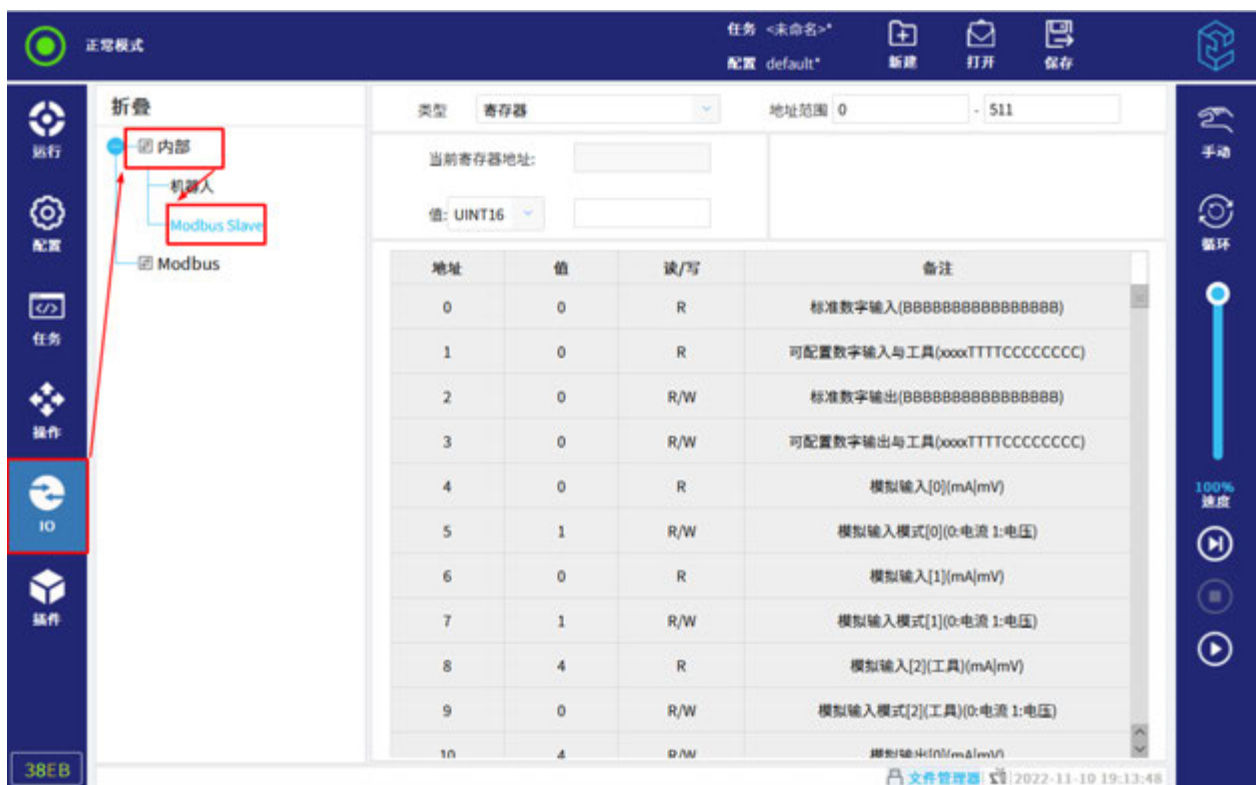 正常模式
任务 <未命名>*
配置 default*
新建 打开 保存
运行
配置
任务
操作
IO
插件
38EB
折叠
内部
机器人
Modbus Slave
Modbus
类型 寄存器 地址范围 0 - 511
当前寄存器地址:
值: UINT16
地址 值 读/写 备注
0 0 R 标准数字输入(BBBBBBBBBBBBBBBB)
1 0 R 可配置数字输入与工具(xxxxTTTTCCCCCCCC)
2 0 R/W 标准数字输出(BBBBBBBBBBBBBBBB)
3 0 R/W 可配置数字输出与工具(xxxxTTTTCCCCCCCC)
4 0 R 模拟输入[0](mA|mV)
5 1 R/W 模拟输入模式[0](0:电流 1:电压)
6 0 R 模拟输入[1](mA|mV)
7 1 R/W 模拟输入模式[1](0:电流 1:电压)
8 4 R 模拟输入[2](工具)(mA|mV)
9 0 R/W 模拟输入模式[2](工具)(0:电流 1:电压)
10 4 R/W 模拟输出[0](mA|mV)
文件管理器 2022-11-10 19:13:48
手动
循环
100%
速度